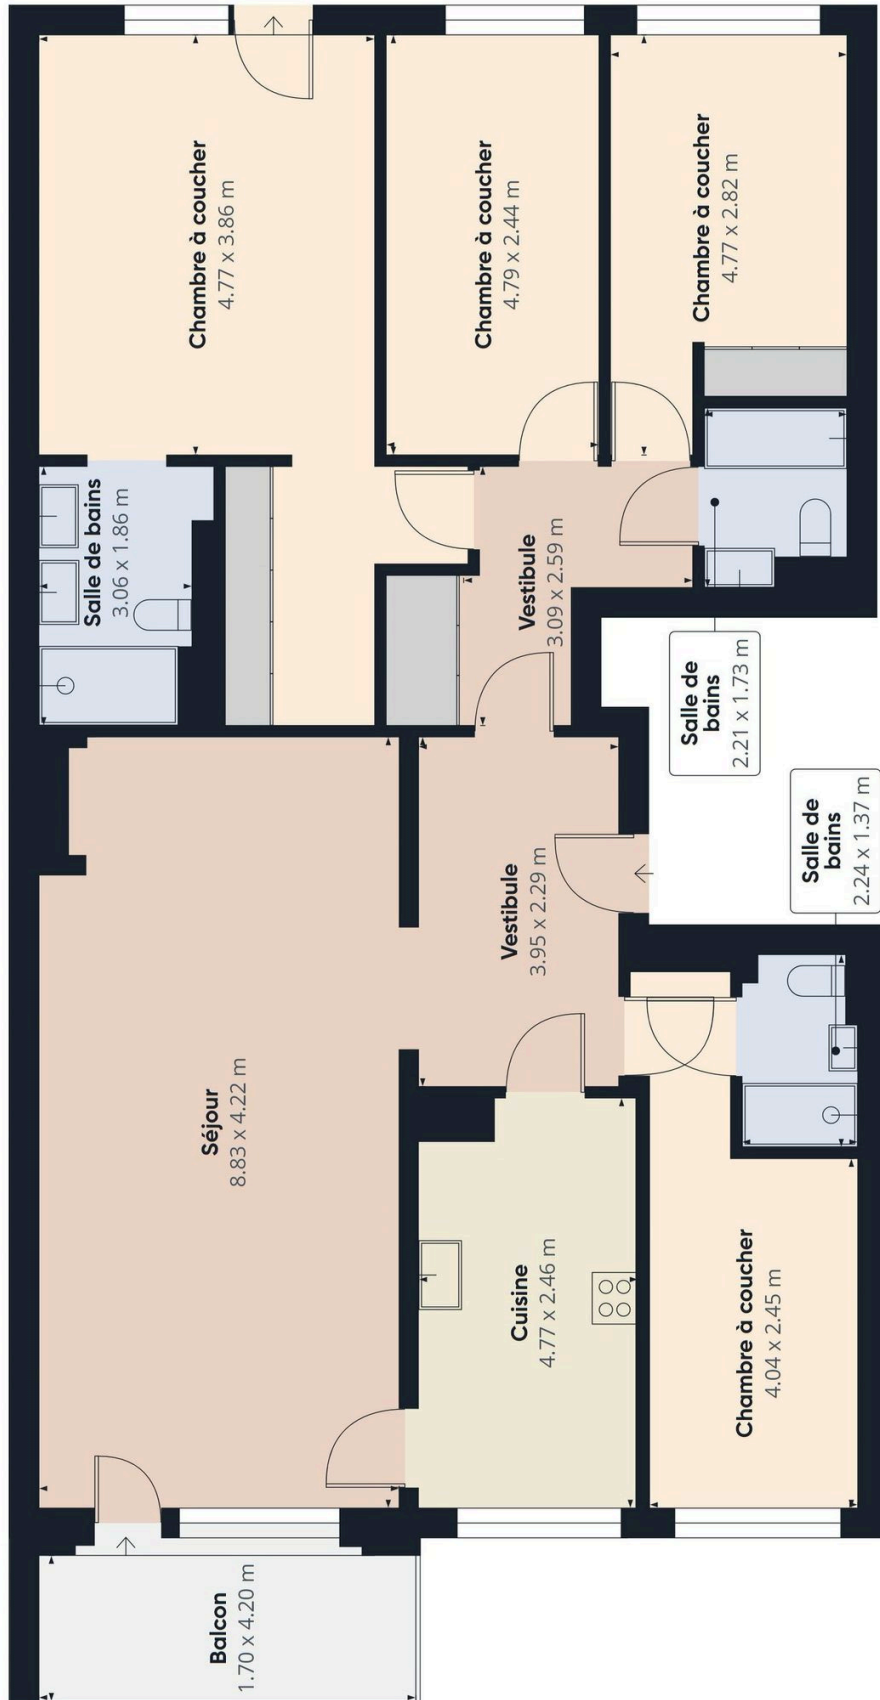 Chambre à coucher
4.77 x 3.86 m
Chambre à coucher
4.79 x 2.44 m
Chambre à coucher
4.77 x 2.82 m
Salle de bains
3.06 x 1.86 m
Vestibule
3.09 x 2.59 m
Salle de
bains
2.21 x 1.73 m
Salle de
bains
2.24 x 1.37 m
Vestibule
3.95 x 2.29 m
Séjour
8.83 x 4.22 m
Cuisine
4.77 x 2.46 m
Chambre à coucher
4.04 x 2.45 m
Balcon
1.70 x 4.20 m